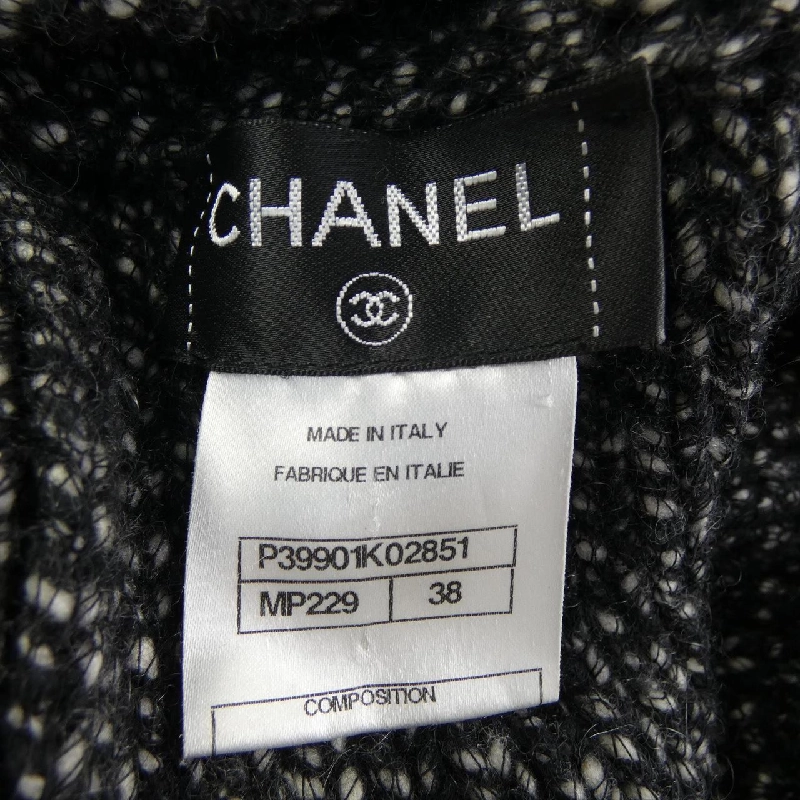 CHANEL
MADE IN ITALY
FABRIQUE EN ITALIE
P39901K02851
MP229 38
COMPOSITION